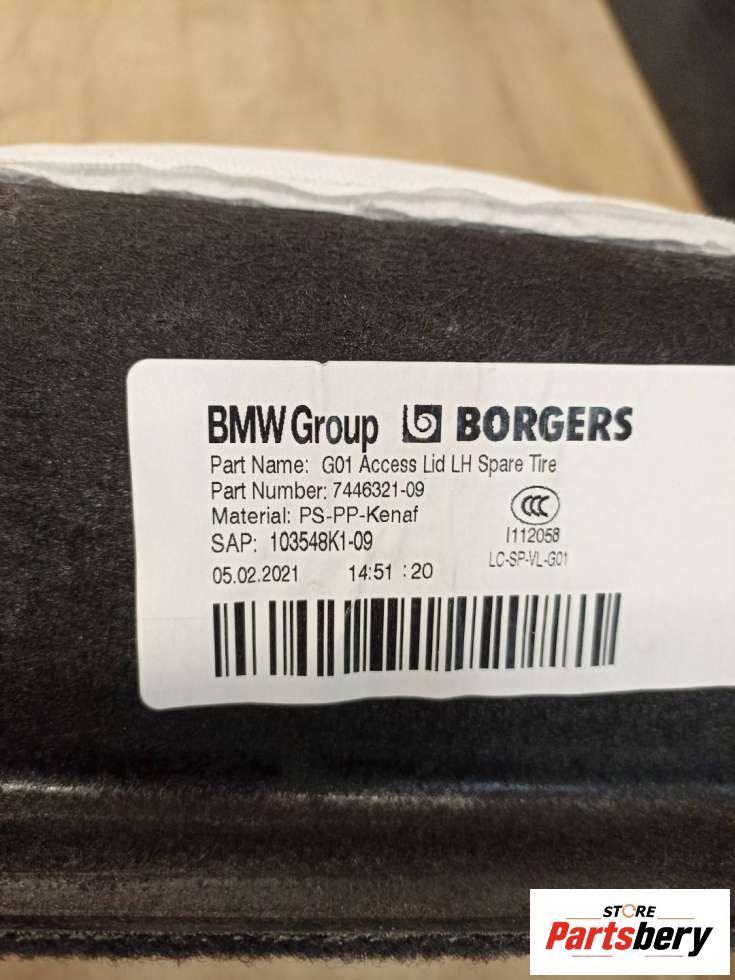 BMW Group BORGERS
Part Name: G01 Access Lid LH Spare Tire
Part Number: 7446321-09
Material: PS-PP-Kenaf
SAP: 103548K1-09
CCC
I112058
LC-SP-VL-G01
05.02.2021 14:51 :20
STORE
Partsbery